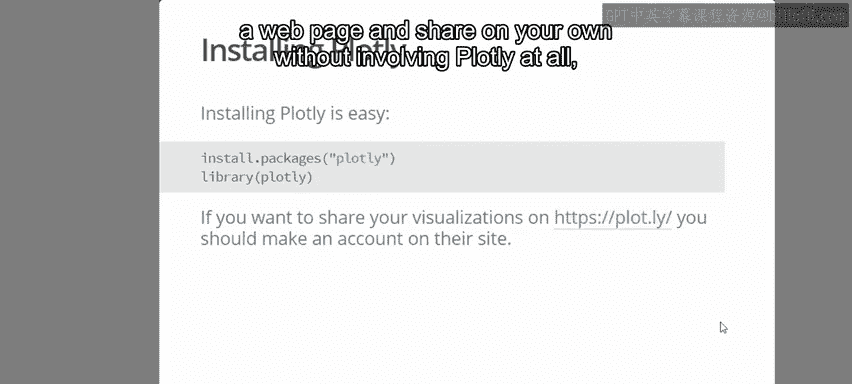 a web page and share on your own
without involving Plotly at all,
Installing Plotly
Installing Plotly is easy:
install.packages("plotly")
library(plotly)
If you want to share your visualizations on https://plot.ly/ you
should make an account on their site.